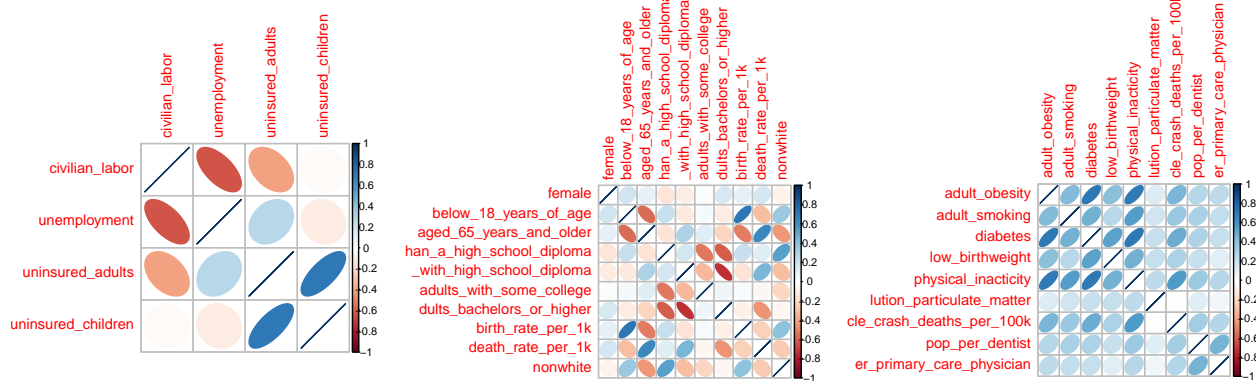 civilian_labor
unemployment
uninsured_adults
uninsured_children
civilian_labor
unemployment
uninsured_adults
uninsured_children
1
0.8
0.6
0.4
0.2
0
-0.2
-0.4
-0.6
-0.8
-1
female
below_18_years_of_age
aged_65_years_and_older
han_a_high_school_diploma
_with_high_school_diploma
adults_with_some_college
dults_bachelors_or_higher
birth_rate_per_1k
death_rate_per_1k
nonwhite
female
below_18_years_of_age
aged_65_years_and_older
han_a_high_school_diploma
_with_high_school_diploma
adults_with_some_college
dults_bachelors_or_higher
birth_rate_per_1k
death_rate_per_1k
nonwhite
1
0.8
0.6
0.4
0.2
0
-0.2
-0.4
-0.6
-0.8
-1
adult_obesity
adult_smoking
diabetes
low_birthweight
physical_inacticity
lution_particulate_matter
cle_crash_deaths_per_100k
pop_per_dentist
er_primary_care_physician
adult_obesity
adult_smoking
diabetes
low_birthweight
physical_inacticity
lution_particulate_matter
cle_crash_deaths_per_100k
pop_per_dentist
er_primary_care_physician
1
0.8
0.6
0.4
0.2
0
-0.2
-0.4
-0.6
-0.8
-1